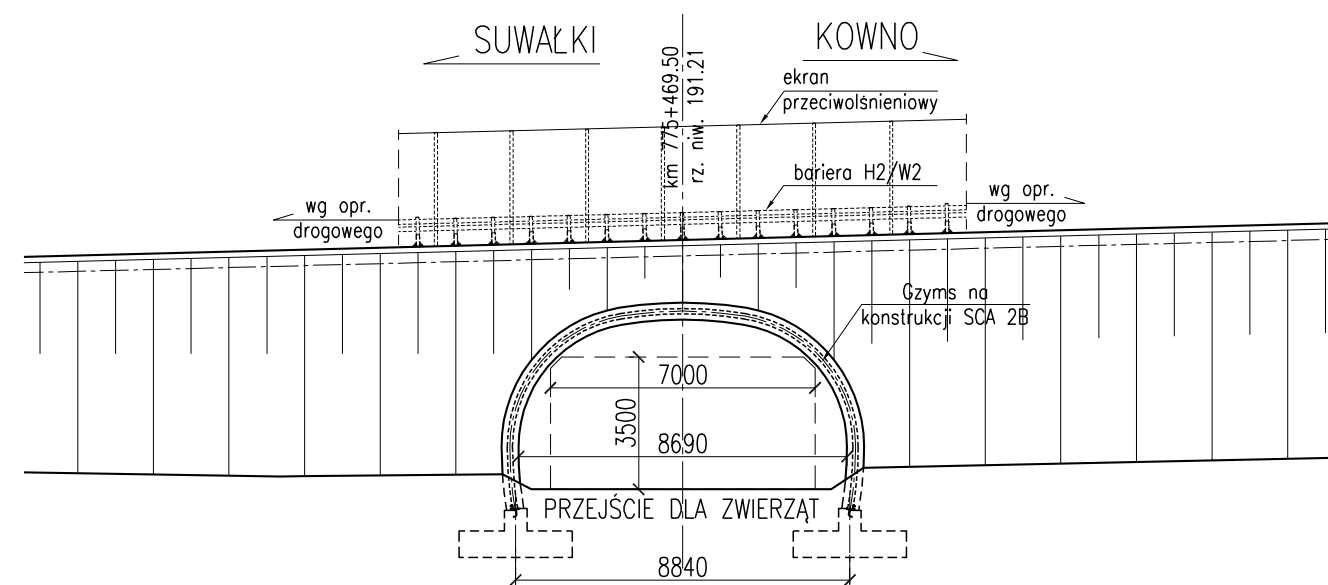 SUWAŁKI
KOWNO
km 775+469.50
rz. niw. 191.21
ekran
przeciwolśnieniowy
bariera H2/W2
wg opr.
drogowego
wg opr.
drogowego
Gzyms na
konstrukcji SCA 2B
7000
3500
8690
PRZEJŚCIE DLA ZWIERZĄT
8840